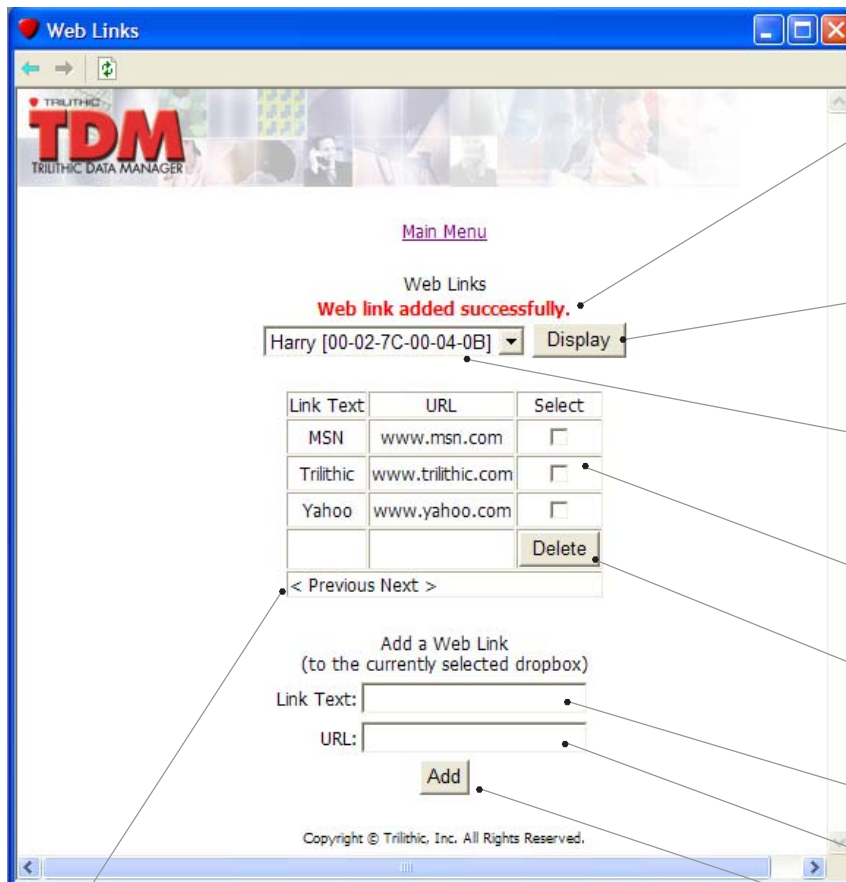 Web Links
TRILITHIC
TDM
TRILITHIC DATA MANAGER
Main Menu
Web Links
Web link added successfully.
Harry [00-02-7C-00-04-0B] Display
Link Text URL Select
MSN www.msn.com
Trilithic www.trilithic.com
Yahoo www.yahoo.com
Delete
< Previous Next >
Add a Web Link
(to the currently selected dropbox)
Link Text:
URL:
Add
Copyright © Trilithic, Inc. All Rights Reserved.